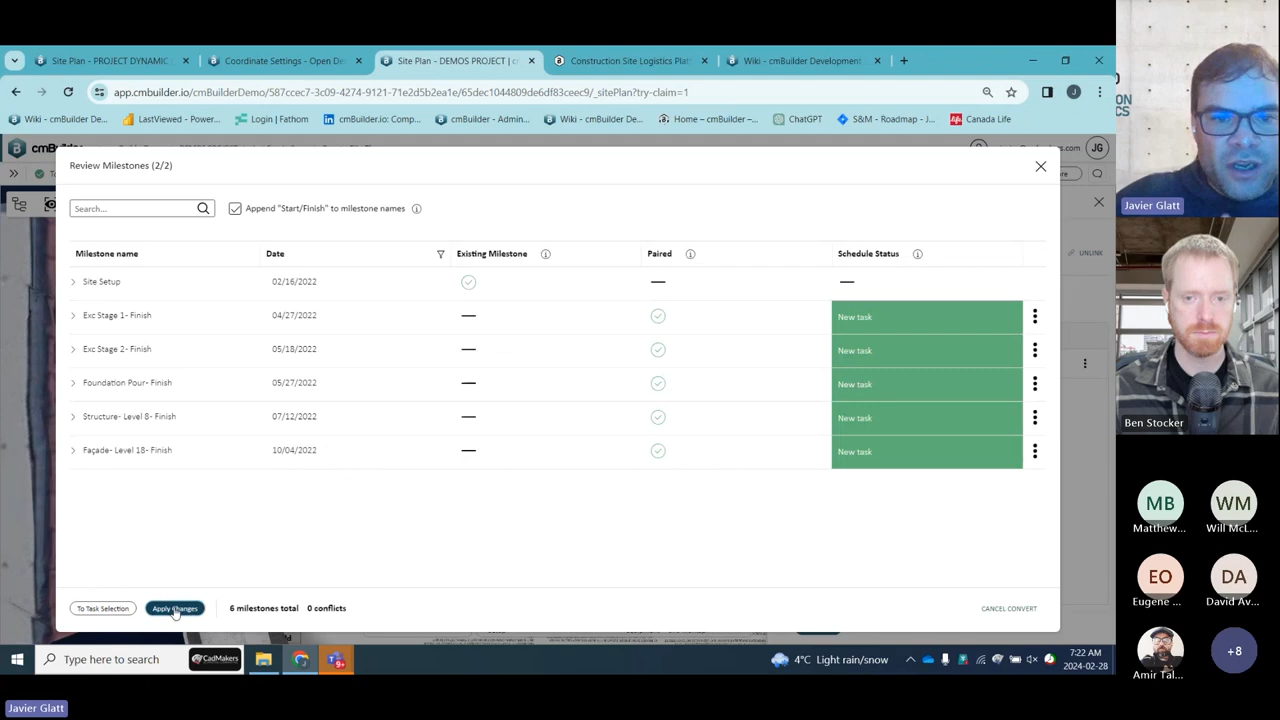 Site Plan - PROJECT DYNAMIC
Coordinate Settings - Open De
Site Plan - DEMOS PROJECT | c
Construction Site Logistics Plat
Wiki - cmBuilder Development
app.cmbuilder.io/cmBuilderDemo/587ccec7-3c09-4274-9121-71e2d5b2ea1e/65dec1044809de6df83ceec9/_sitePlan?try-claim=1
J
Wiki - cmBuilder De...
LastViewed - Power...
Login | Fathom
cmBuilder.io: Comp...
cmBuilder - Admin...
Wiki - cmBuilder De...
Home – cmBuilder –...
ChatGPT
S&M - Roadmap - J...
Canada Life
JG
Review Milestones (2/2)
Search...
Append "Start/Finish" to milestone names
UNLINK
Milestone name Date Existing Milestone Paired Schedule Status
Site Setup 02/16/2022 — —
Exc Stage 1- Finish 04/27/2022 — New task
Exc Stage 2- Finish 05/18/2022 — New task
Foundation Pour- Finish 05/27/2022 — New task
Structure- Level 8- Finish 07/12/2022 — New task
Façade- Level 18- Finish 10/04/2022 — New task
To Task Selection
Apply Changes
6 milestones total 0 conflicts
CANCEL CONVERT
Type here to search
CadMakers
9+
4°C Light rain/snow
7:22 AM
2024-02-28
Javier Glatt
Ben Stocker
MB
Matthew...
WM
Will McL...
EO
Eugene ...
DA
David Av...
Amir Tal...
+8
Javier Glatt